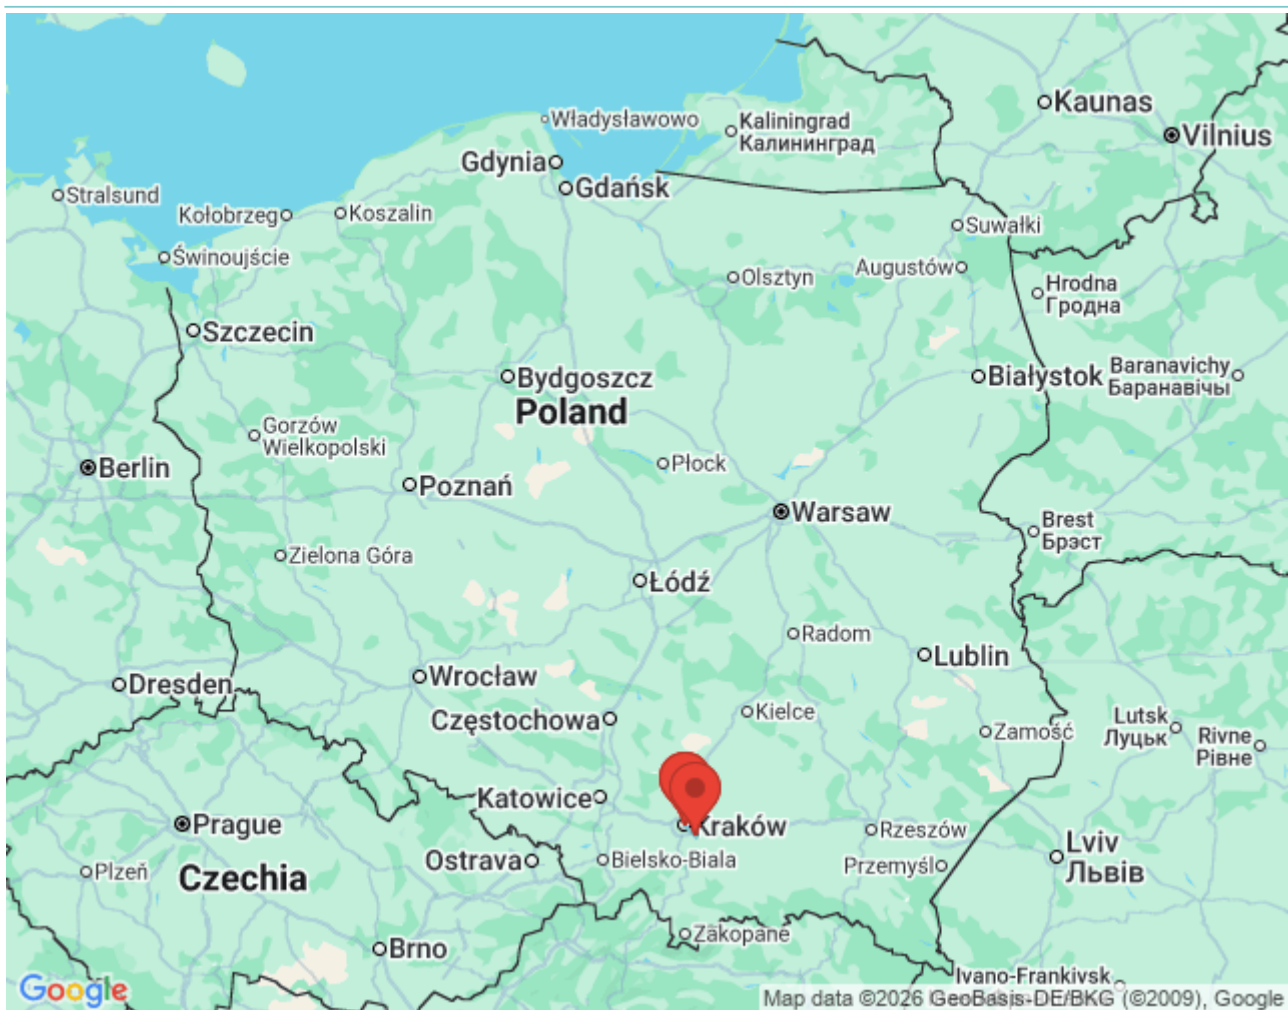 Władysławowo
Kaliningrad
Калининград
Kaunas
Vilnius
Gdynia
Gdańsk
Stralsund
Kołobrzeg
Koszalin
Suwałki
Świnoujście
Augustów
Olsztyn
Hrodna
Гродна
Szczecin
Bydgoszcz
Białystok
Baranavichy
Баранавічы
Poland
Gorzów
Wielkopolski
Berlin
Płock
Poznań
Warsaw
Brest
Брэст
Zielona Góra
Łódź
Radom
Lublin
Wrocław
Dresden
Częstochowa
Kielce
Zamość
Lutsk
Луцьк
Rivne
Рівне
Katowice
Kraków
Prague
Rzeszów
Lviv
Львів
Ostrava
Bielsko-Biala
Przemyśl
Plzeň
Czechia
Zakopane
Brno
Ivano-Frankivsk
Google
Map data ©2026 GeoBasis-DE/BKG (©2009), Google